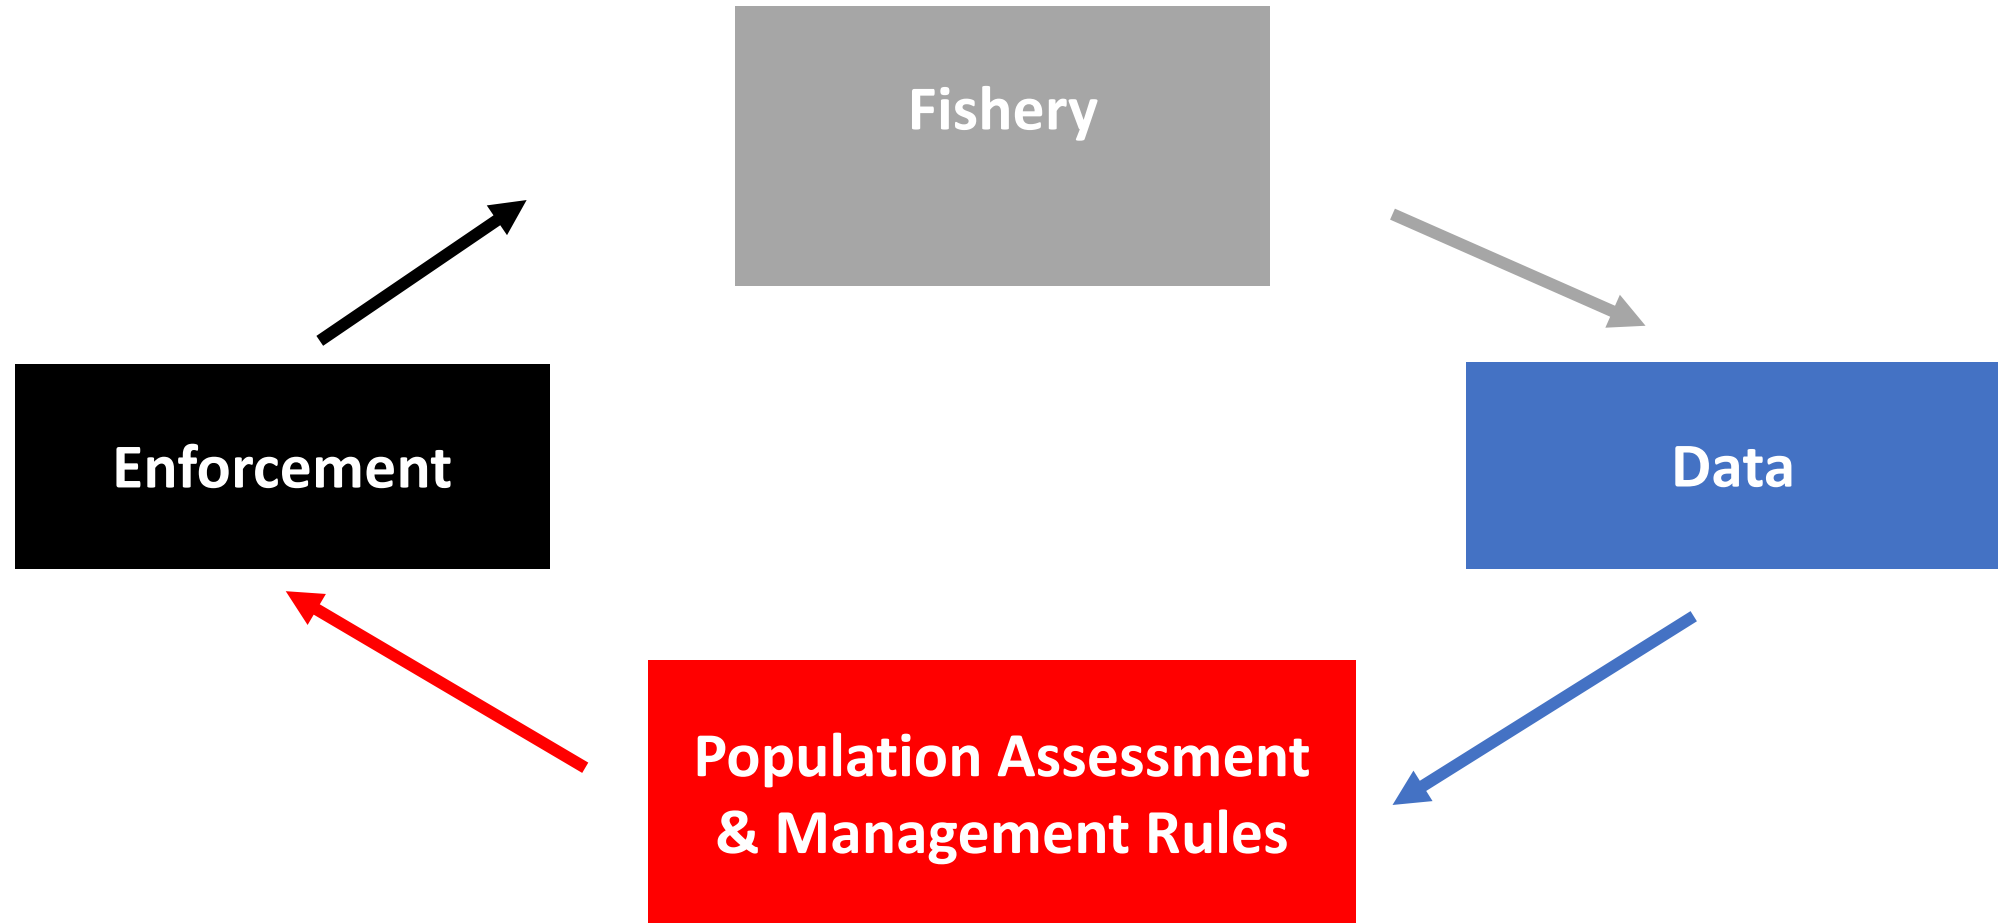 Fishery
Enforcement
Data
Population Assessment
& Management Rules